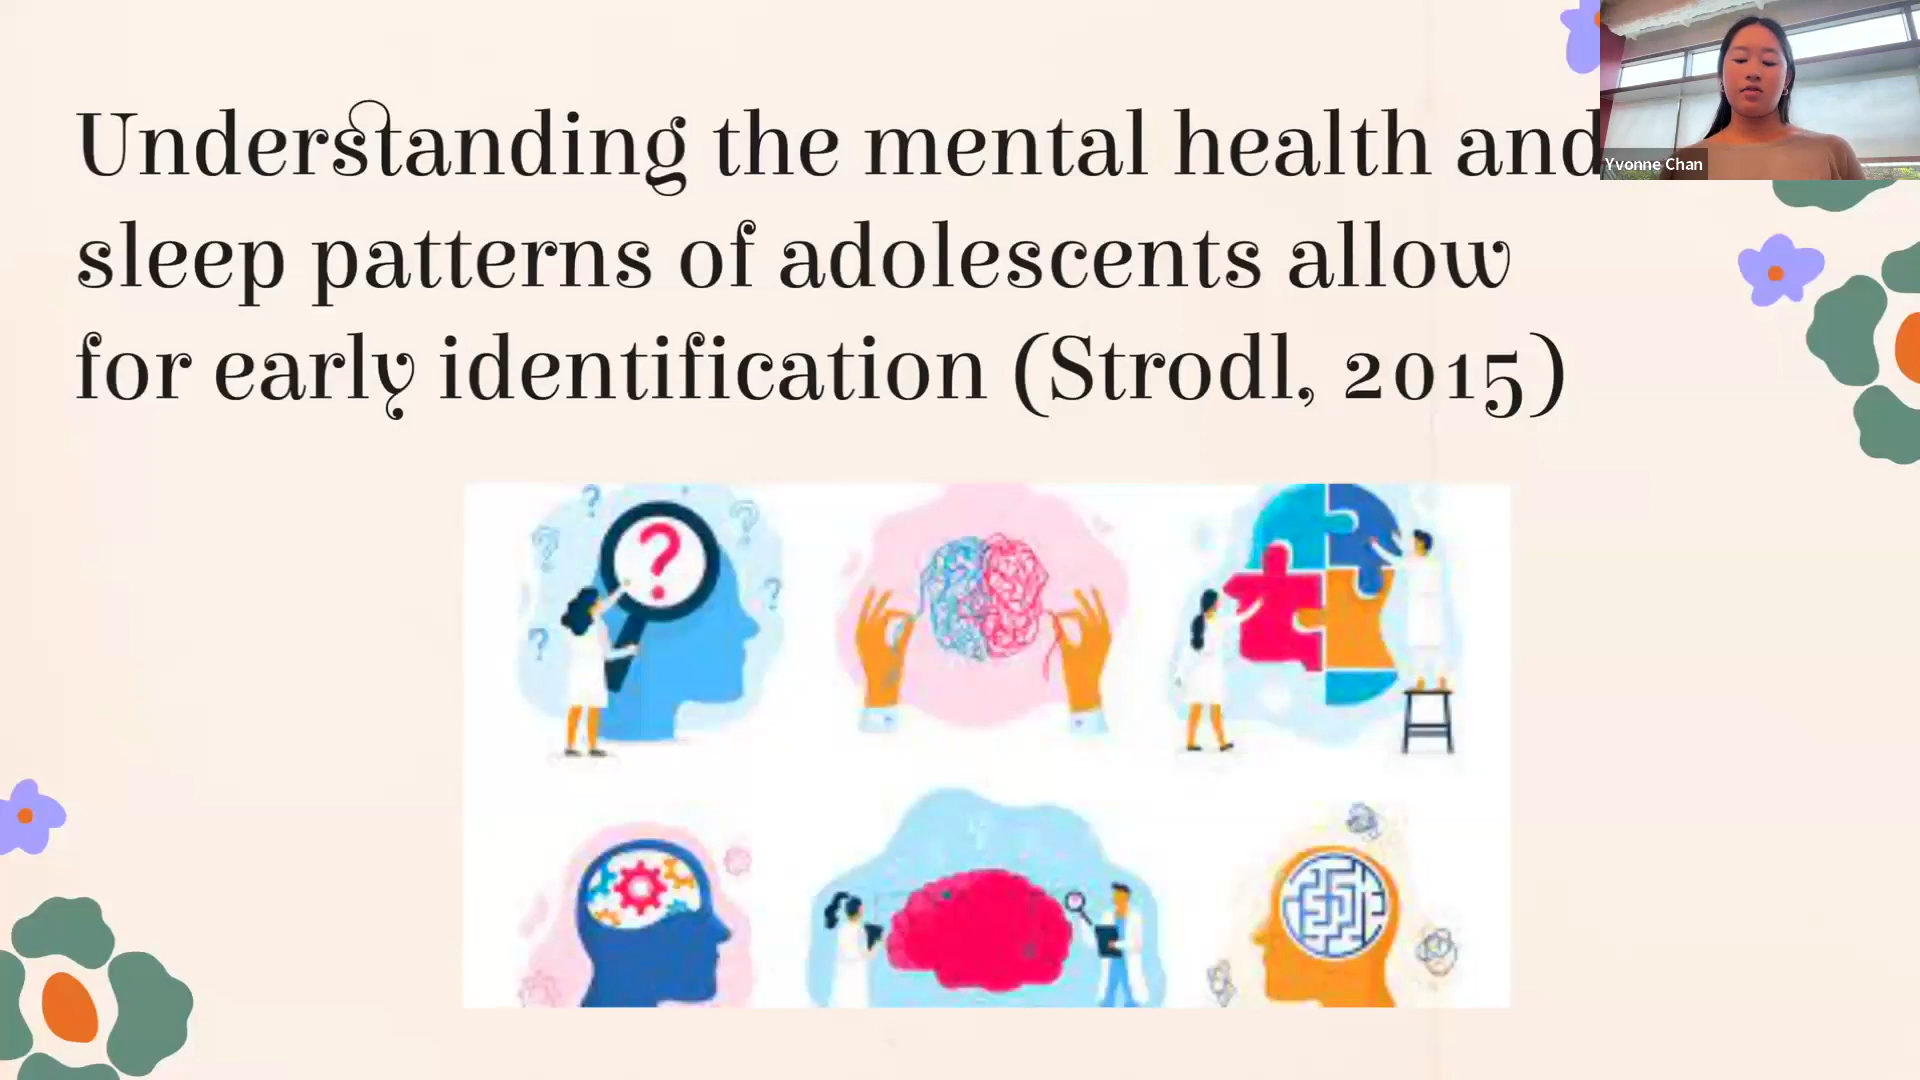 Understanding the mental health and
sleep patterns of adolescents allow
for early identification (Strodl, 2015)
Yvonne Chan
?
?
?
?
?
?